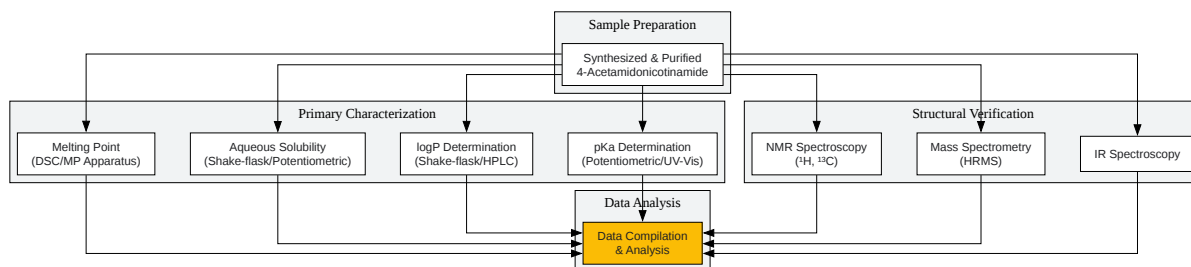 Sample Preparation
Synthesized & Purified
4-Acetamidonicotinamide
Primary Characterization
Structural Verification
Melting Point
(DSC/MP Apparatus)
Aqueous Solubility
(Shake-flask/Potentiometric)
logP Determination
(Shake-flask/HPLC)
pKa Determination
(Potentiometric/UV-Vis)
NMR Spectroscopy
(¹H, ¹³C)
Mass Spectrometry
(HRMS)
IR Spectroscopy
Data Analysis
Data Compilation
& Analysis